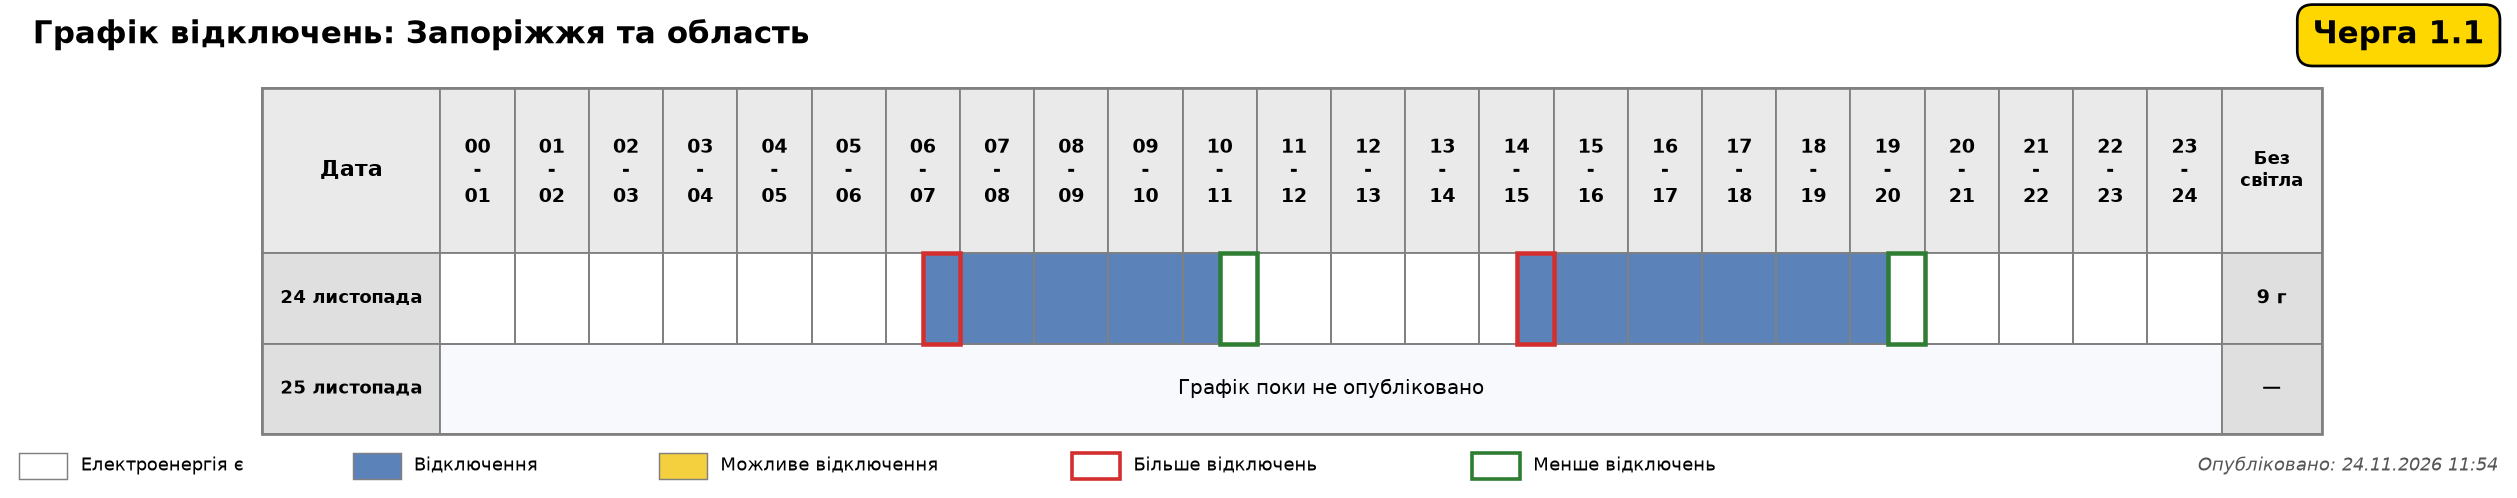 Графік відключень: Запоріжжя та область
Черга 1.1
Дата
00 - 01
01 - 02
02 - 03
03 - 04
04 - 05
05 - 06
06 - 07
07 - 08
08 - 09
09 - 10
10 - 11
11 - 12
12 - 13
13 - 14
14 - 15
15 - 16
16 - 17
17 - 18
18 - 19
19 - 20
20 - 21
21 - 22
22 - 23
23 - 24
Без
світла
24 листопада
9 г
25 листопада
Графік поки не опубліковано
—
Електроенергія є
Відключення
Можливе відключення
Більше відключень
Менше відключень
Опубліковано: 24.11.2026 11:54